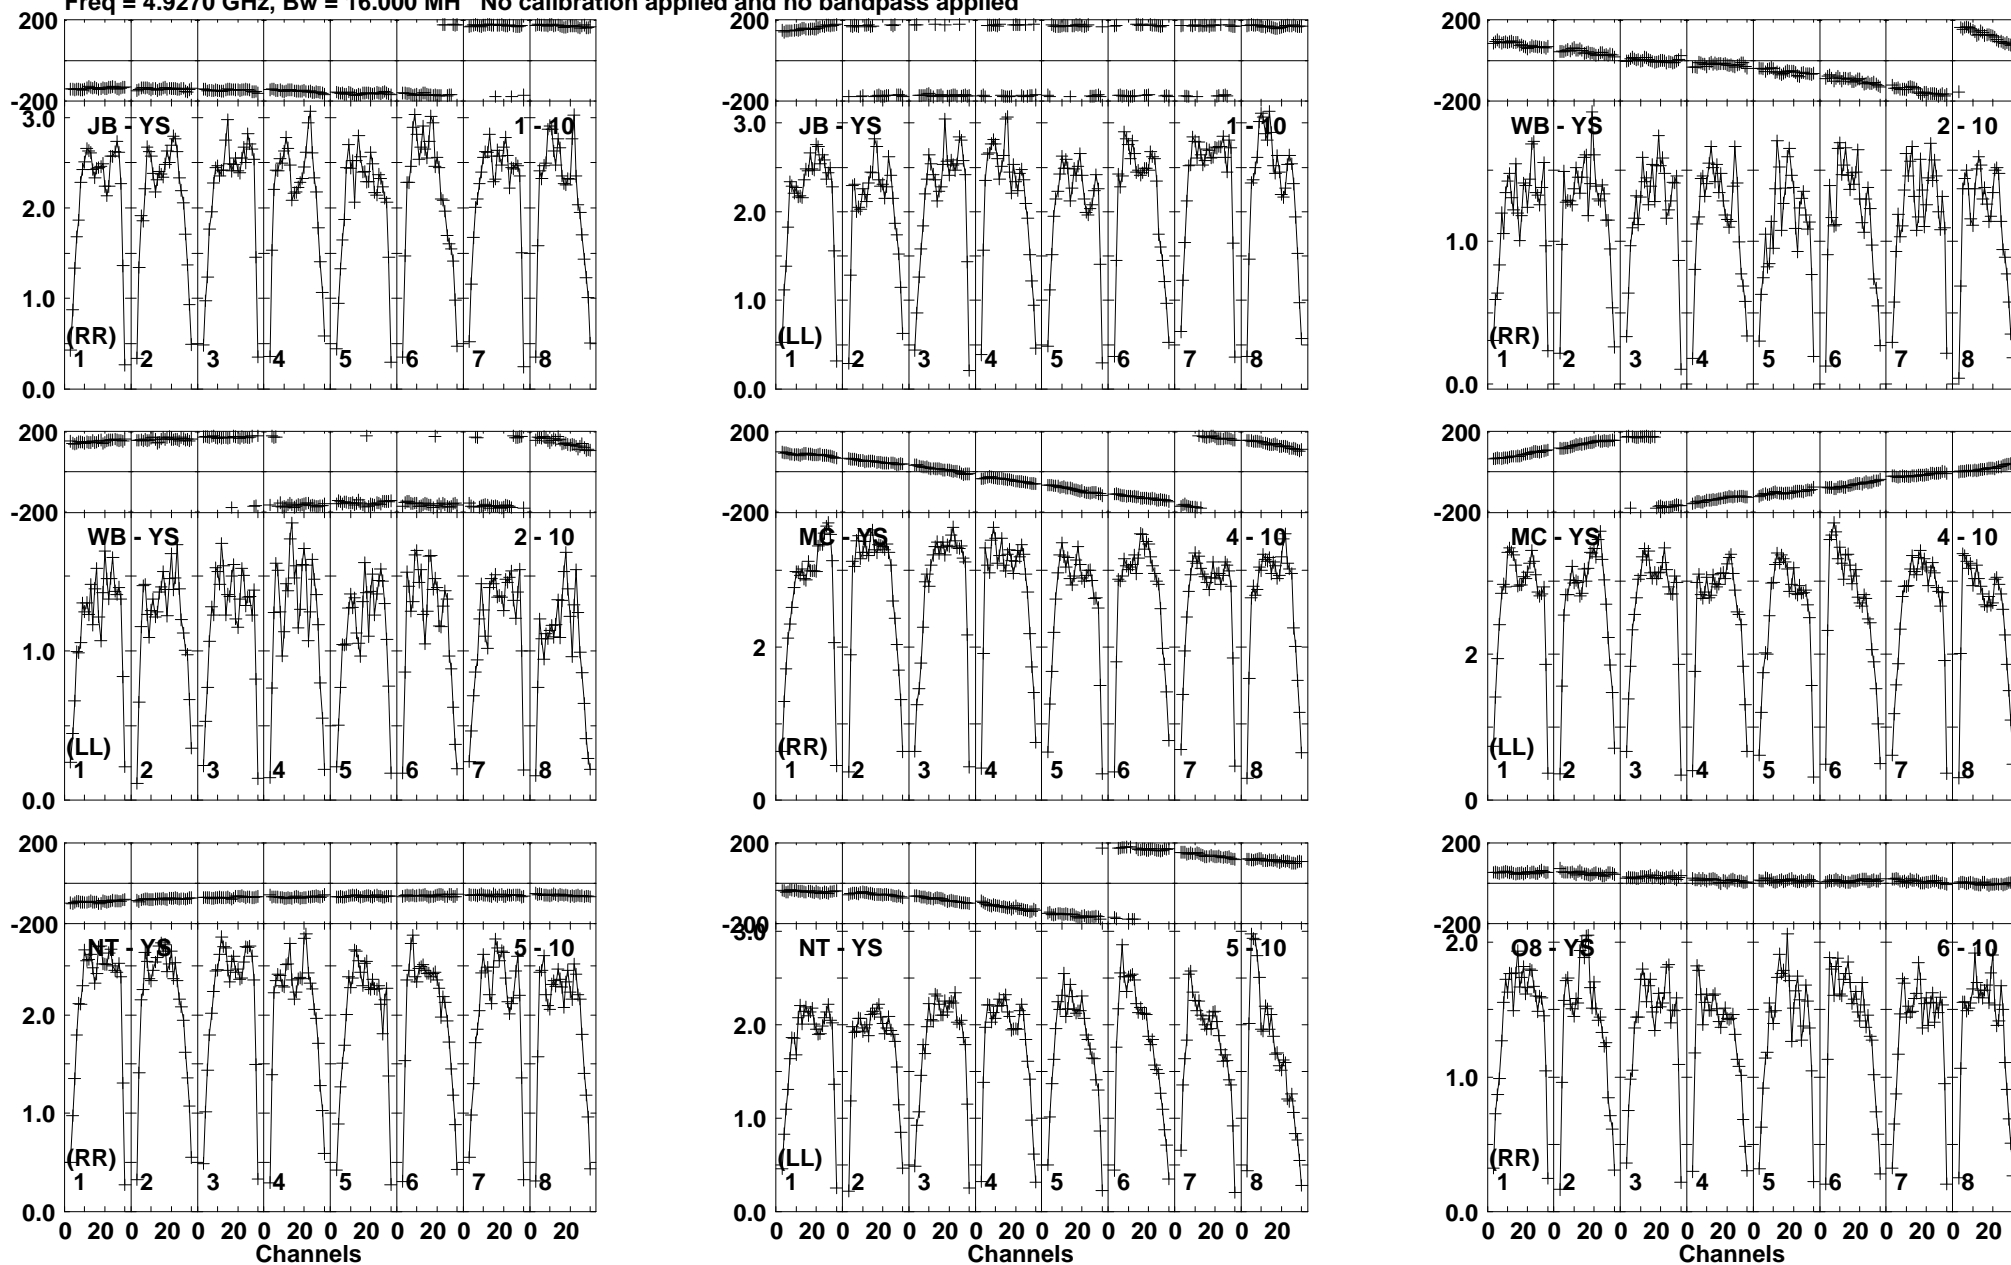 Freq = 4.9270 GHz, Bw = 16.000 MH No calibration applied and no bandpass applied
200 200 200
-200 -200 -200
3.0 JB - YS 1 - 10 3.0 JB - YS 1 - 10 WB - YS 2 - 10
2.0 2.0
1.0
1.0 1.0
(RR) (LL) (RR)
1 2 3 4 5 6 7 8 1 2 3 4 5 6 7 8 1 2 3 4 5 6 7 8
0.0 0.0 0.0
200 200 200
-200 -200 -200
WB - YS 2 - 10 MC - YS 4 - 10 MC - YS 4 - 10
1.0 2 2
(LL) (RR) (LL)
1 2 3 4 5 6 7 8 1 2 3 4 5 6 7 8 1 2 3 4 5 6 7 8
0.0 0 0
200 200 200
-200 -200 -200
3.0
NT - YS 5 - 10 NT - YS 5 - 10 2.0 O8 - YS 6 - 10
2.0 2.0
1.0 1.0 1.0
(RR) (LL) (RR)
1 2 3 4 5 6 7 8 1 2 3 4 5 6 7 8 1 2 3 4 5 6 7 8
0.0 0.0 0.0
0 20 0 20 0 20 0 20 0 20 0 20 0 20 0 20 0 20 0 20 0 20 0 20 0 20 0 20 0 20 0 20 0 20 0 20 0 20 0 20 0 20 0 20 0 20 0 20
Channels Channels Channels